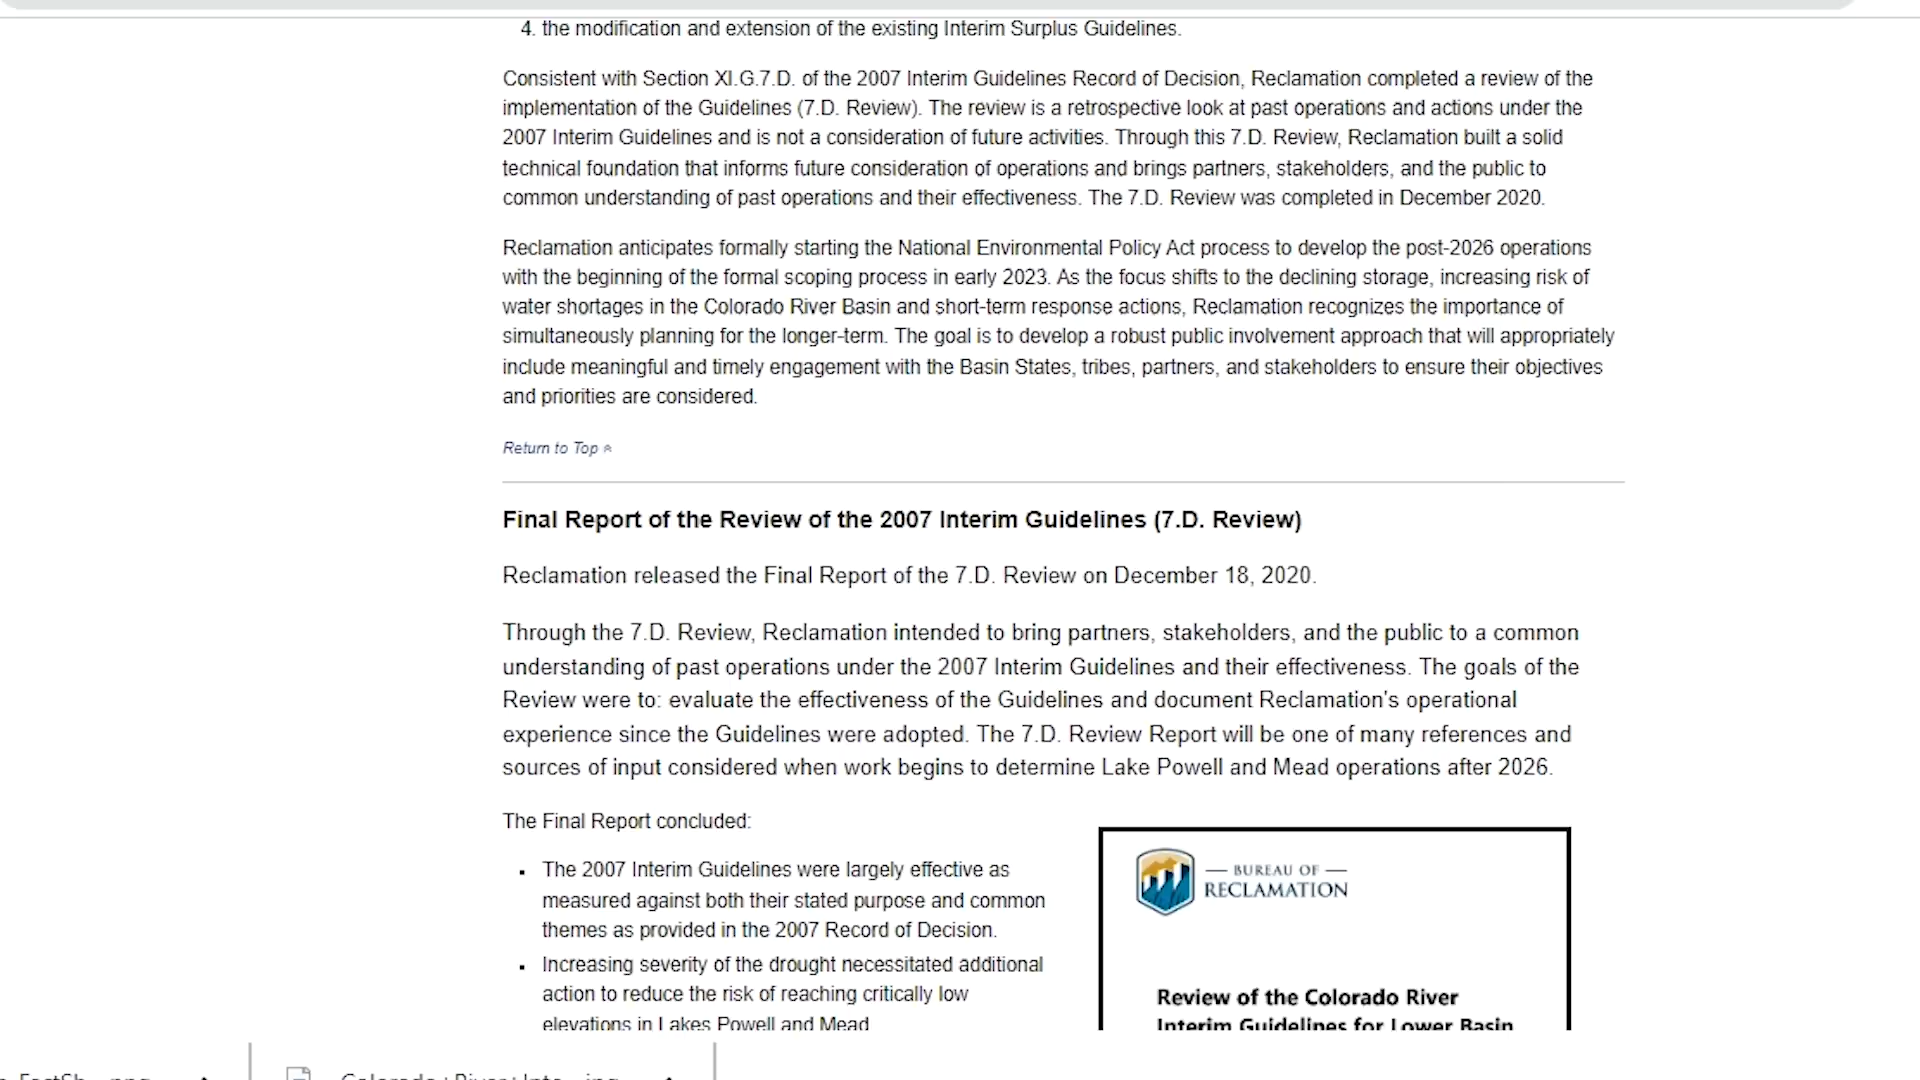 4. the modification and extension of the existing Interim Surplus Guidelines.
Consistent with Section XI.G.7.D. of the 2007 Interim Guidelines Record of Decision, Reclamation completed a review of the
implementation of the Guidelines (7.D. Review). The review is a retrospective look at past operations and actions under the
2007 Interim Guidelines and is not a consideration of future activities. Through this 7.D. Review, Reclamation built a solid
technical foundation that informs future consideration of operations and brings partners, stakeholders, and the public to
common understanding of past operations and their effectiveness. The 7.D. Review was completed in December 2020.
Reclamation anticipates formally starting the National Environmental Policy Act process to develop the post-2026 operations
with the beginning of the formal scoping process in early 2023. As the focus shifts to the declining storage, increasing risk of
water shortages in the Colorado River Basin and short-term response actions, Reclamation recognizes the importance of
simultaneously planning for the longer-term. The goal is to develop a robust public involvement approach that will appropriately
include meaningful and timely engagement with the Basin States, tribes, partners, and stakeholders to ensure their objectives
and priorities are considered.
Return to Top
Final Report of the Review of the 2007 Interim Guidelines (7.D. Review)
Reclamation released the Final Report of the 7.D. Review on December 18, 2020.
Through the 7.D. Review, Reclamation intended to bring partners, stakeholders, and the public to a common
understanding of past operations under the 2007 Interim Guidelines and their effectiveness. The goals of the
Review were to: evaluate the effectiveness of the Guidelines and document Reclamation's operational
experience since the Guidelines were adopted. The 7.D. Review Report will be one of many references and
sources of input considered when work begins to determine Lake Powell and Mead operations after 2026.
The Final Report concluded:
▪ The 2007 Interim Guidelines were largely effective as
measured against both their stated purpose and common
themes as provided in the 2007 Record of Decision.
▪ Increasing severity of the drought necessitated additional
action to reduce the risk of reaching critically low
elevations in Lakes Powell and Mead
— BUREAU OF —
RECLAMATION
Review of the Colorado River
Interim Guidelines for Lower Basin